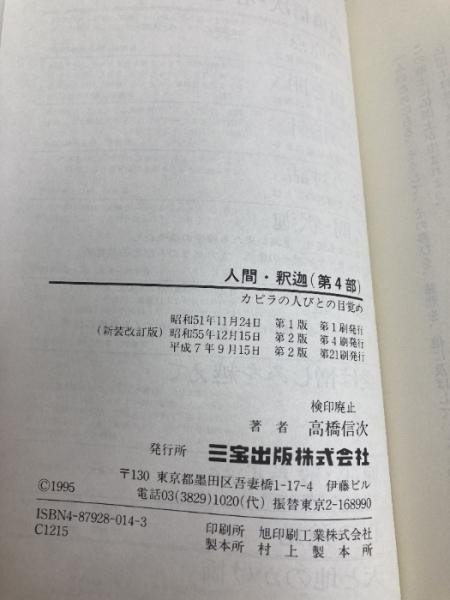 人間・釈迦(第4部)
カピラの人びとの目覚め
昭和51年11月24日 第1版 第1刷発行
(新装改訂版) 昭和55年12月15日 第2版 第4刷発行
平成7年9月15日 第2版 第21刷発行
検印廃止
著者 高橋信次
発行所 三宝出版株式会社
〒130 東京都墨田区吾妻橋1-17-4 伊藤ビル
電話03(3829)1020(代) 振替東京2-168990
©1995
ISBN4-87928-014-3
C1215
印刷所 旭印刷工業株式会社
製本所 村上製本所